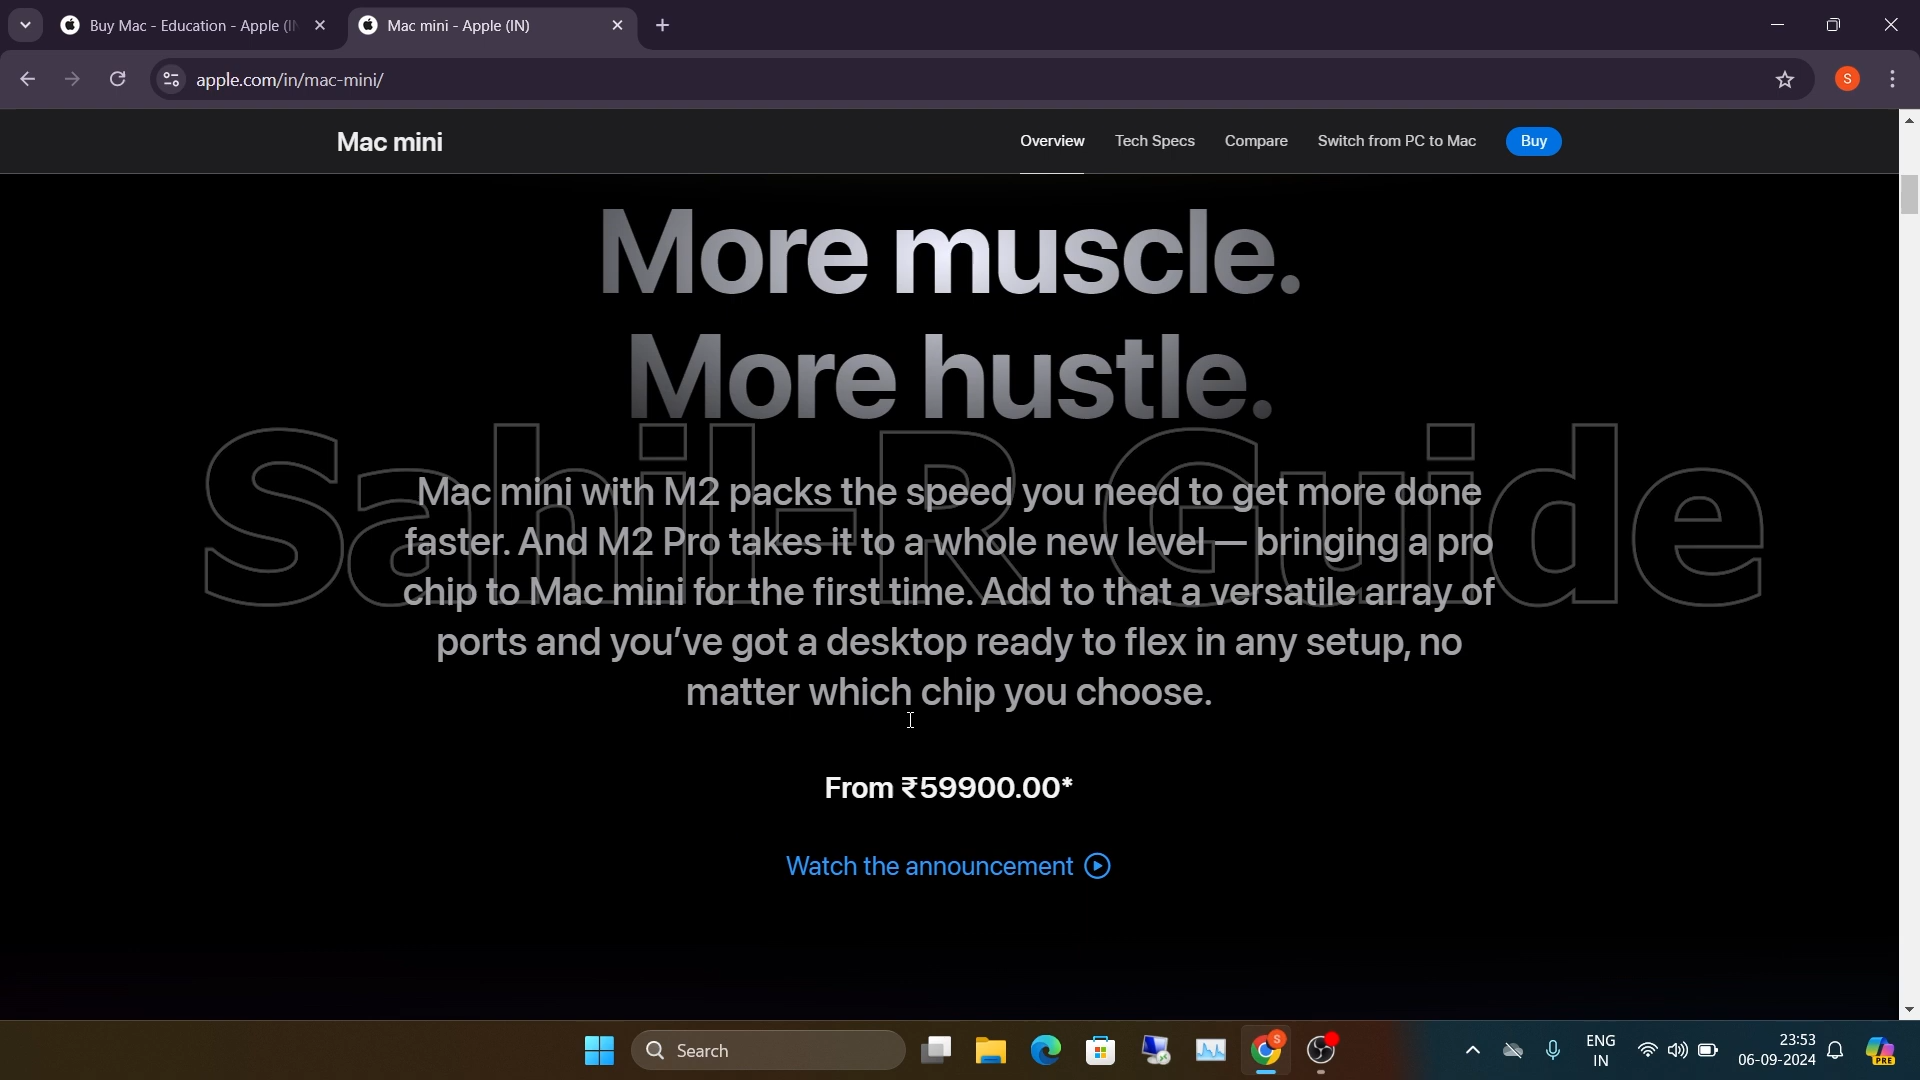 Buy Mac - Education - Apple (IN
Mac mini - Apple (IN)
apple.com/in/mac-mini/
S
Mac mini
Overview
Tech Specs
Compare
Switch from PC to Mac
Buy
More muscle.
More hustle.
Sahil-R Guide
Mac mini with M2 packs the speed you need to get more done
faster. And M2 Pro takes it to a whole new level — bringing a pro
chip to Mac mini for the first time. Add to that a versatile array of
ports and you’ve got a desktop ready to flex in any setup, no
matter which chip you choose.
From ₹59900.00*
Watch the announcement
Search
S
ENG
IN
23:53
06-09-2024
PRE